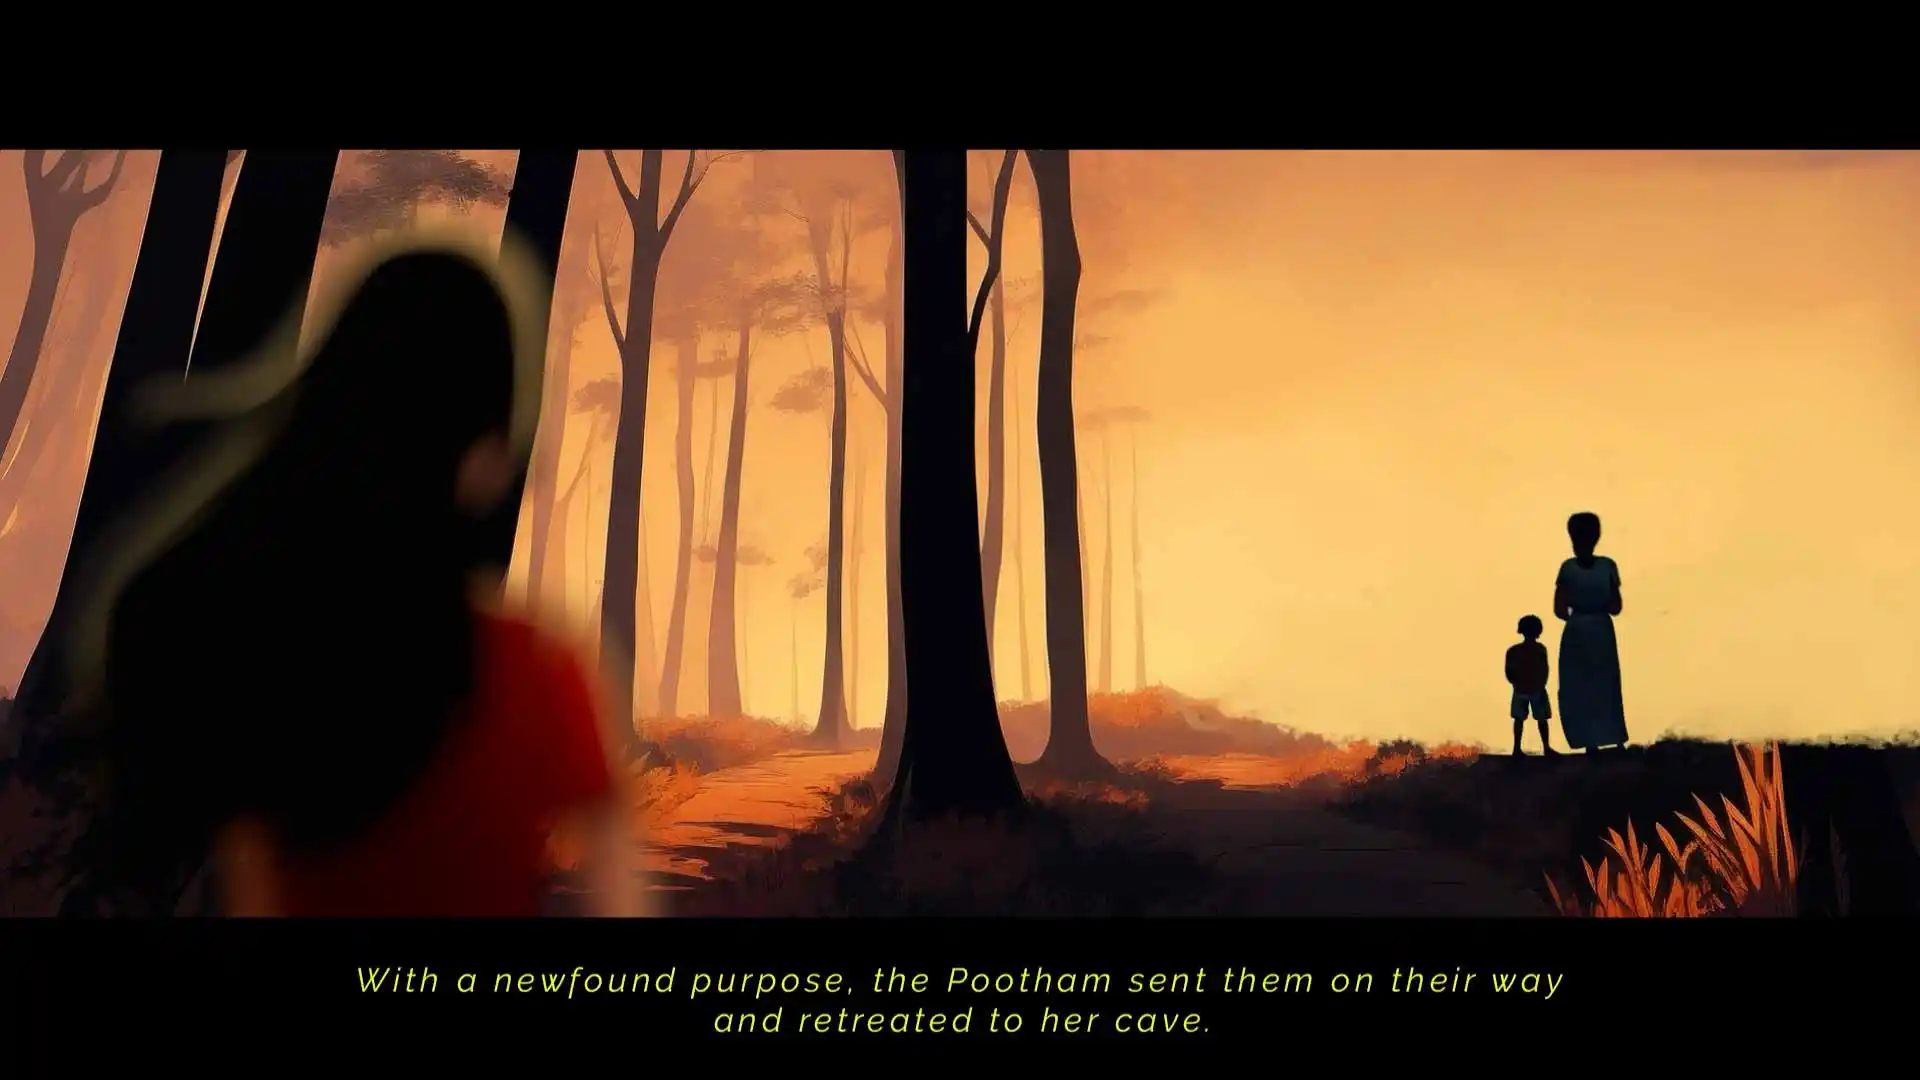 With a newfound purpose, the Pootham sent them on their way
and retreated to her cave.